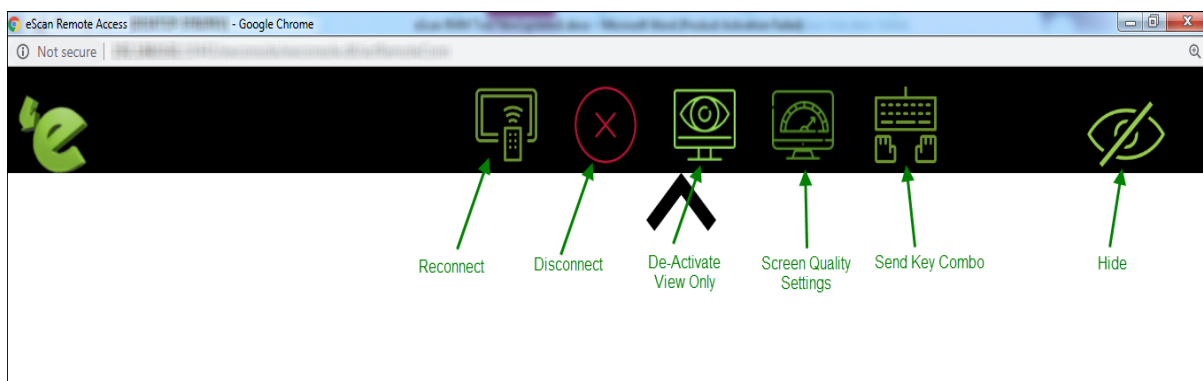 eScan Remote Access - Google Chrome
Not secure
Reconnect
Disconnect
De-Activate
View Only
Screen Quality
Settings
Send Key Combo
Hide